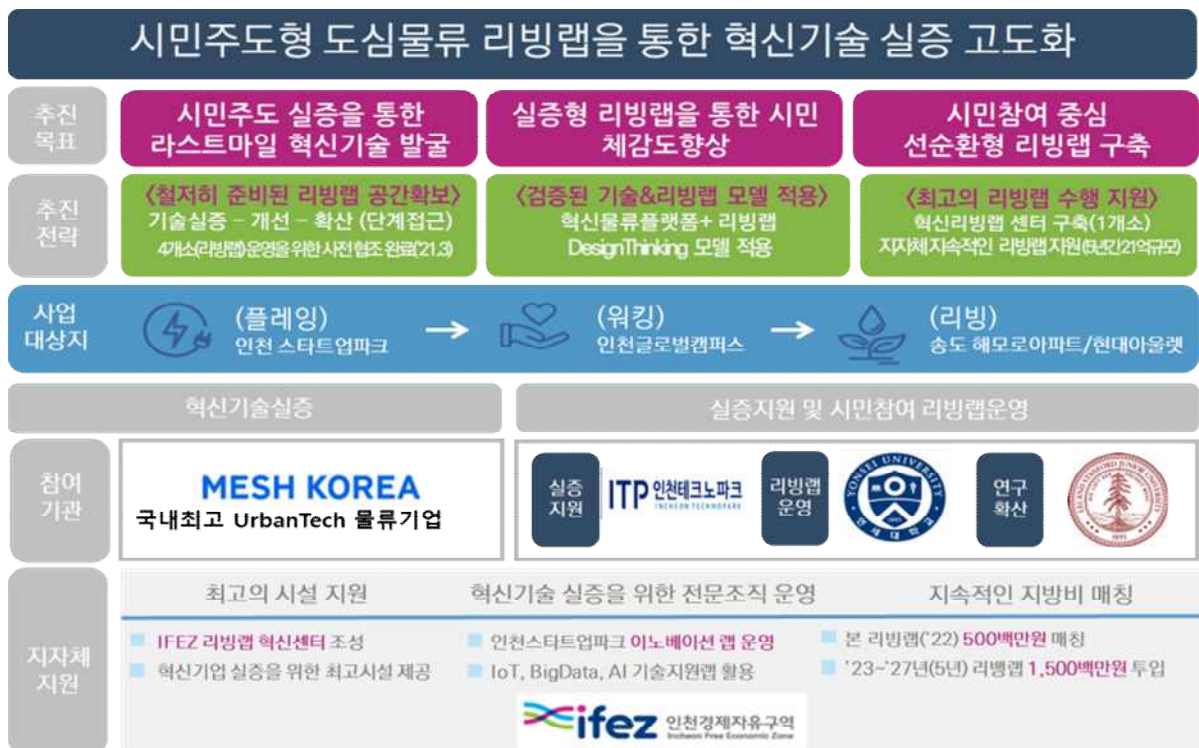 시민주도형 도심물류 리빙랩을 통한 혁신기술 실증 고도화
추진
목표
시민주도 실증을 통한
라스트마일 혁신기술 발굴
실증형 리빙랩을 통한 시민
체감도향상
시민참여 중심
선순환형 리빙랩 구축
추진
전략
<철저히 준비된 리빙랩 공간확보>
기술실증 – 개선 – 확산 (단계접근)
4개소(리빙랩)운영을 위한 사전 협조 완료('21.3)
<검증된 기술&리빙랩 모델 적용>
혁신물류플랫폼+ 리빙랩
DesignThinking 모델 적용
<최고의 리빙랩 수행 지원>
혁신리빙랩 센터 구축(1개소)
지자체 지속적인 리빙랩 지원(5년간 21억규모)
사업
대상지
(플레잉)
인천 스타트업파크
(워킹)
인천글로벌캠퍼스
(리빙)
송도 해모로아파트/현대아울렛
혁신기술실증
실증지원 및 시민참여 리빙랩운영
참여
기관
MESH KOREA
국내최고 UrbanTech 물류기업
실증
지원
ITP 인천테크노파크
INCHEON TECHNOPARK
리빙랩
운영
YONSEI UNIVERSITY
연세대학교
연구
확산
LELAND STANFORD JUNIOR UNIVERSITY
1891
지자체
지원
최고의 시설 지원
혁신기술 실증을 위한 전문조직 운영
지속적인 지방비 매칭
IFEZ 리빙랩 혁신센터 조성
혁신기업 실증을 위한 최고시설 제공
인천스타트업파크 이노베이션 랩 운영
IoT, BigData, AI 기술지원랩 활용
본 리빙랩('22) 500백만원 매칭
'23~'27년(5년) 리뱅랩 1,500백만원 투입
ifez 인천경제자유구역
Incheon Free Economic Zone